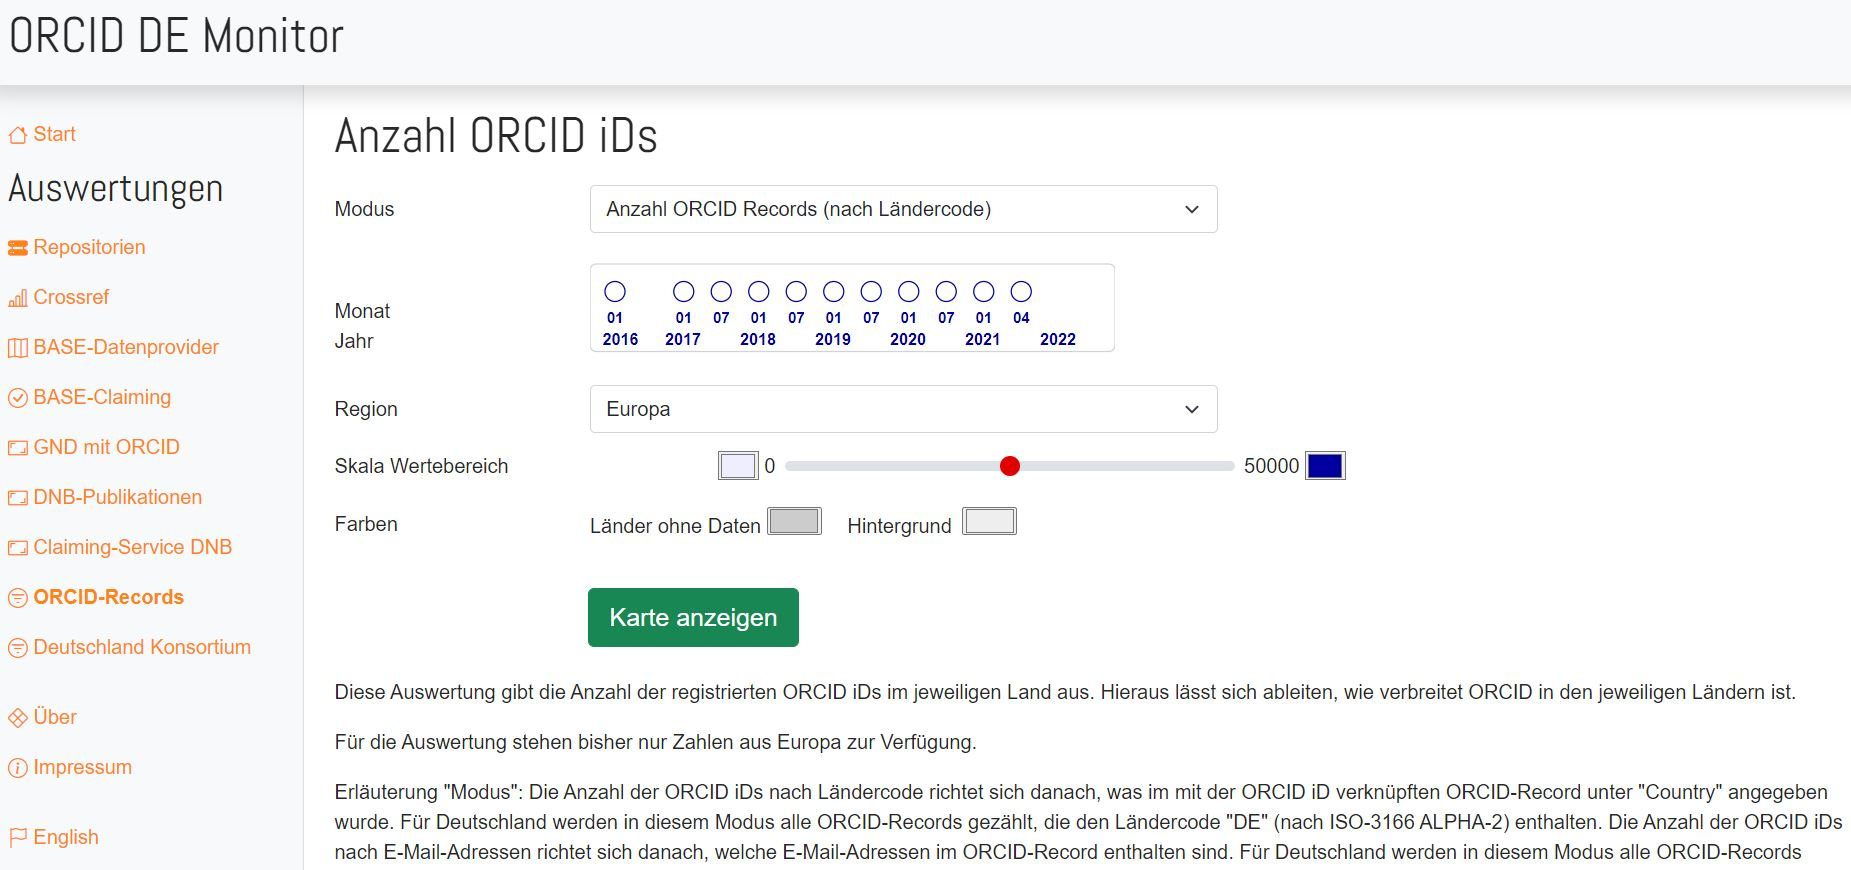 ORCID DE Monitor
Start
Auswertungen
Repositorien
Crossref
BASE-Datenprovider
BASE-Claiming
GND mit ORCID
DNB-Publikationen
Claiming-Service DNB
ORCID-Records
Deutschland Konsortium
Über
Impressum
English
Anzahl ORCID iDs
Modus
Anzahl ORCID Records (nach Ländercode)
Monat
01 01 07 01 07 01 07 01 07 01 04
Jahr
2016 2017 2018 2019 2020 2021 2022
Region
Europa
Skala Wertebereich
0 50000
Farben
Länder ohne Daten Hintergrund
Karte anzeigen
Diese Auswertung gibt die Anzahl der registrierten ORCID iDs im jeweiligen Land aus. Hieraus lässt sich ableiten, wie verbreitet ORCID in den jeweiligen Ländern ist.
Für die Auswertung stehen bisher nur Zahlen aus Europa zur Verfügung.
Erläuterung "Modus": Die Anzahl der ORCID iDs nach Ländercode richtet sich danach, was im mit der ORCID iD verknüpften ORCID-Record unter "Country" angegeben
wurde. Für Deutschland werden in diesem Modus alle ORCID-Records gezählt, die den Ländercode "DE" (nach ISO-3166 ALPHA-2) enthalten. Die Anzahl der ORCID iDs
nach E-Mail-Adressen richtet sich danach, welche E-Mail-Adressen im ORCID-Record enthalten sind. Für Deutschland werden in diesem Modus alle ORCID-Records